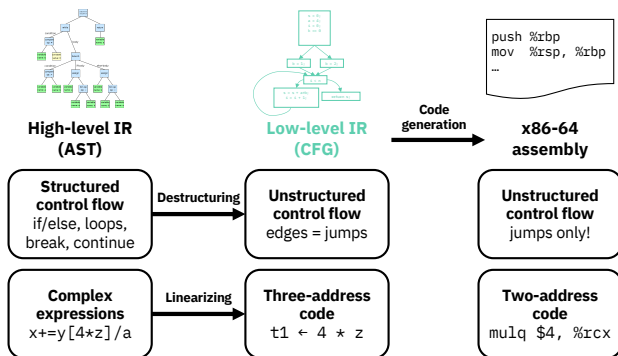 push %rbp
mov %rsp, %rbp
…
High-level IR
(AST)
Low-level IR
(CFG)
Code
generation
x86-64
assembly
Structured
control flow
if/else, loops,
break, continue
Destructuring
Unstructured
control flow
edges = jumps
Unstructured
control flow
jumps only!
Complex
expressions
x+=y[4*z]/a
Linearizing
Three-address
code
t1 ← 4 * z
Two-address
code
mulq $4, %rcx